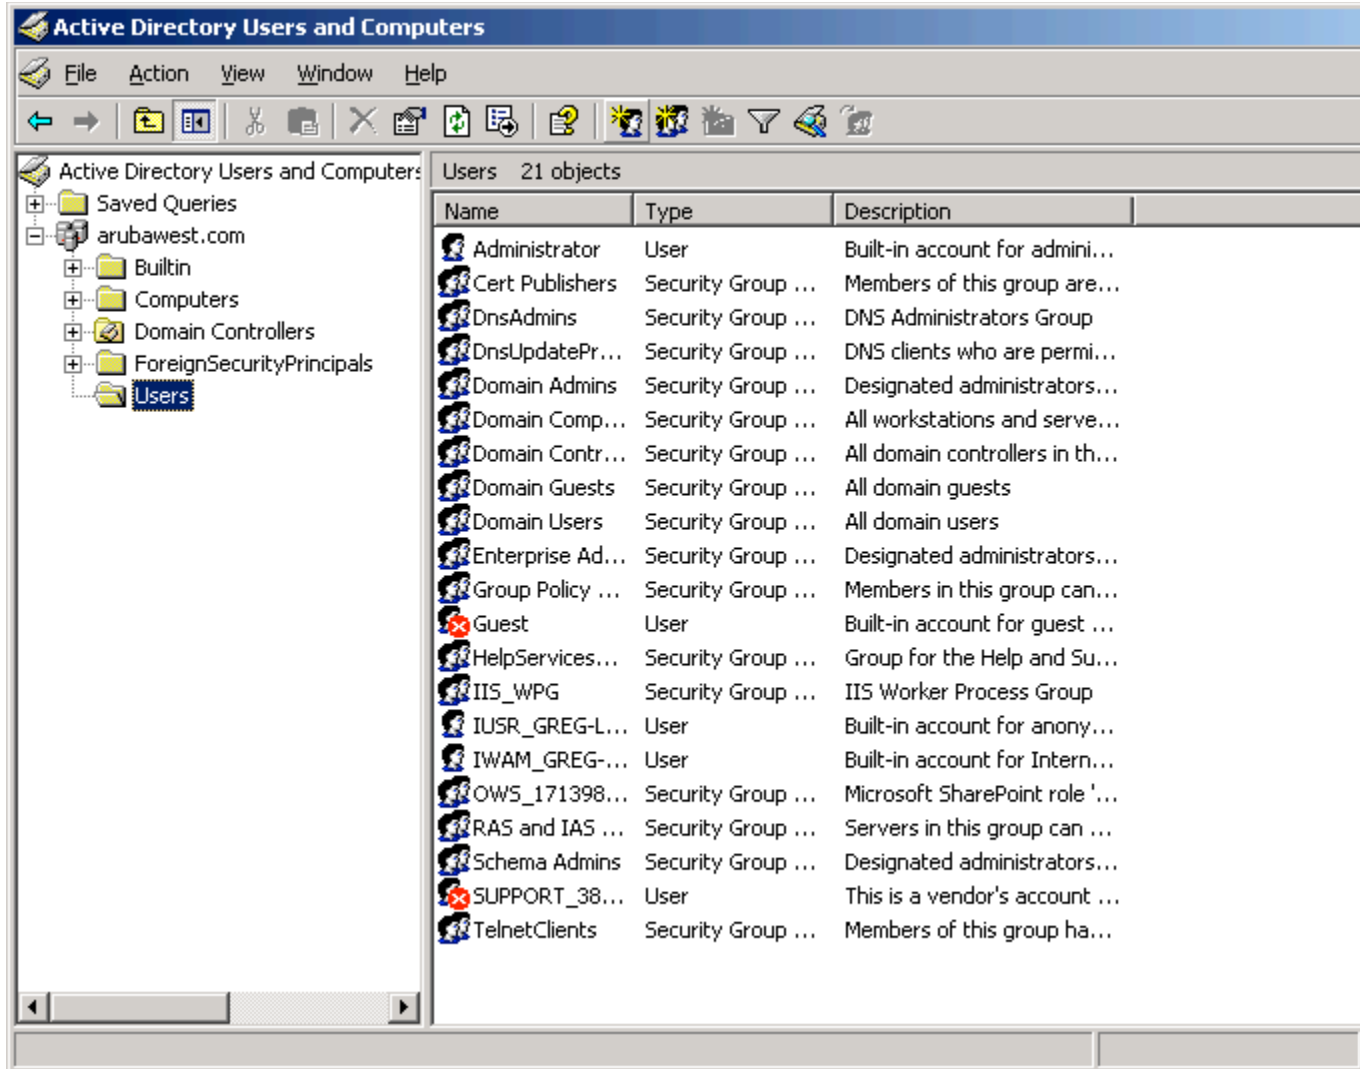 Active Directory Users and Computers
File Action View Window Help
Active Directory Users and Computers
Saved Queries
arubawest.com
Builtin
Computers
Domain Controllers
ForeignSecurityPrincipals
Users
Users 21 objects
Name Type Description
Administrator User Built-in account for admini...
Cert Publishers Security Group ... Members of this group are...
DnsAdmins Security Group ... DNS Administrators Group
DnsUpdatePr... Security Group ... DNS clients who are permi...
Domain Admins Security Group ... Designated administrators...
Domain Comp... Security Group ... All workstations and serve...
Domain Contr... Security Group ... All domain controllers in th...
Domain Guests Security Group ... All domain guests
Domain Users Security Group ... All domain users
Enterprise Ad... Security Group ... Designated administrators...
Group Policy ... Security Group ... Members in this group can...
Guest User Built-in account for guest ...
HelpServices... Security Group ... Group for the Help and Su...
IIS_WPG Security Group ... IIS Worker Process Group
IUSR_GREG-L... User Built-in account for anony...
IWAM_GREG-... User Built-in account for Intern...
OWS_171398... Security Group ... Microsoft SharePoint role '...
RAS and IAS ... Security Group ... Servers in this group can ...
Schema Admins Security Group ... Designated administrators...
SUPPORT_38... User This is a vendor's account ...
TelnetClients Security Group ... Members of this group ha...